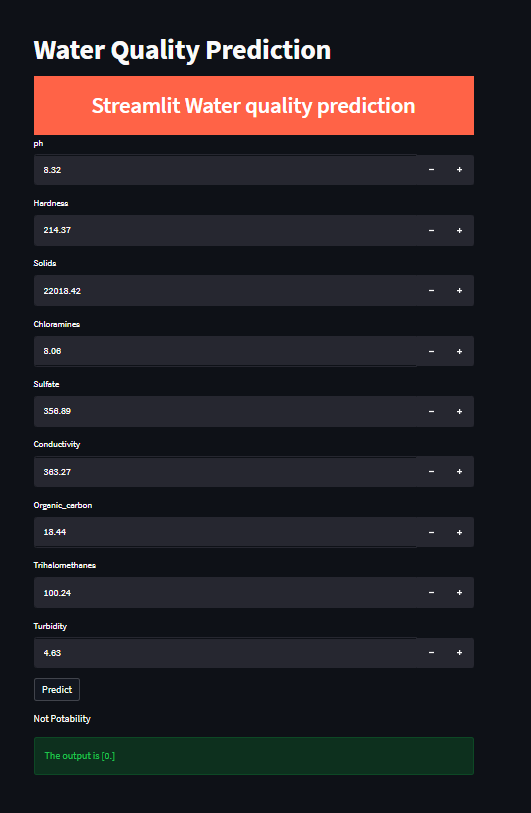 Water Quality Prediction
Streamlit Water quality prediction
ph
8.32
Hardness
214.37
Solids
22018.42
Chloramines
8.06
Sulfate
356.89
Conductivity
363.27
Organic_carbon
18.44
Trihalomethanes
100.24
Turbidity
4.63
Predict
Not Potability
The output is [0.]